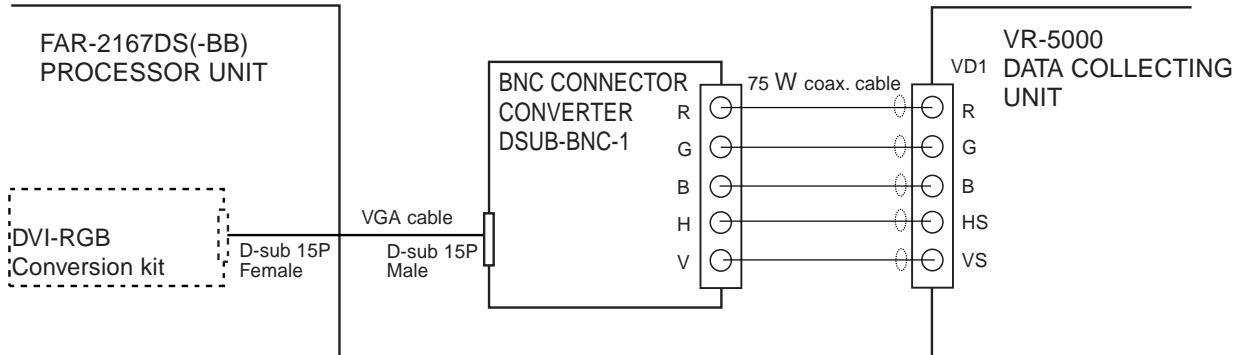 FAR-2167DS(-BB)
PROCESSOR UNIT
DVI-RGB
Conversion kit
D-sub 15P
Female
VGA cable
D-sub 15P
Male
BNC CONNECTOR
CONVERTER
DSUB-BNC-1
R
G
B
H
V
75 W coax. cable
VD1
R
G
B
HS
VS
VR-5000
DATA COLLECTING
UNIT